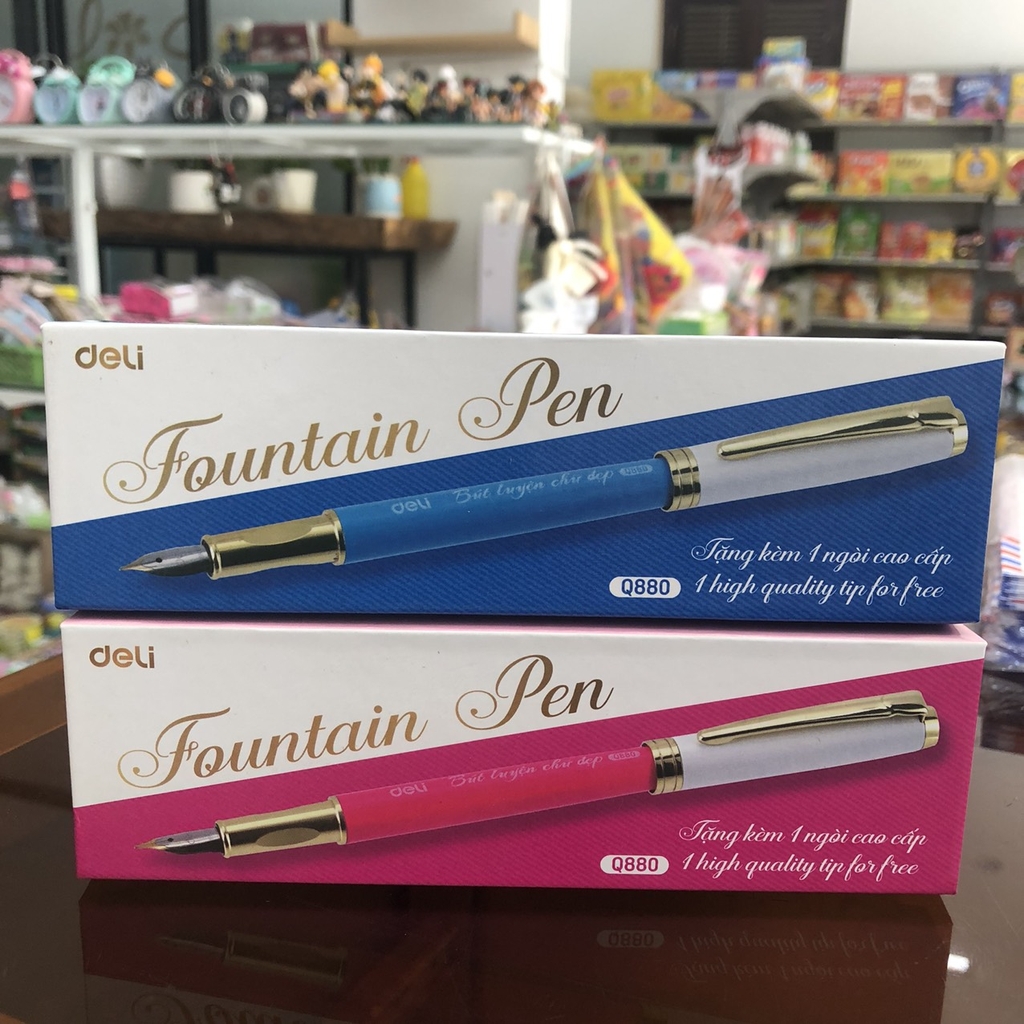 deli
Fountain Pen
deli Bút luyện chữ đẹp Q880
Tặng kèm 1 ngòi cao cấp
Q880 1 high quality tip for free
deli
Fountain Pen
deli Bút luyện chữ đẹp Q880
Tặng kèm 1 ngòi cao cấp
Q880 1 high quality tip for free